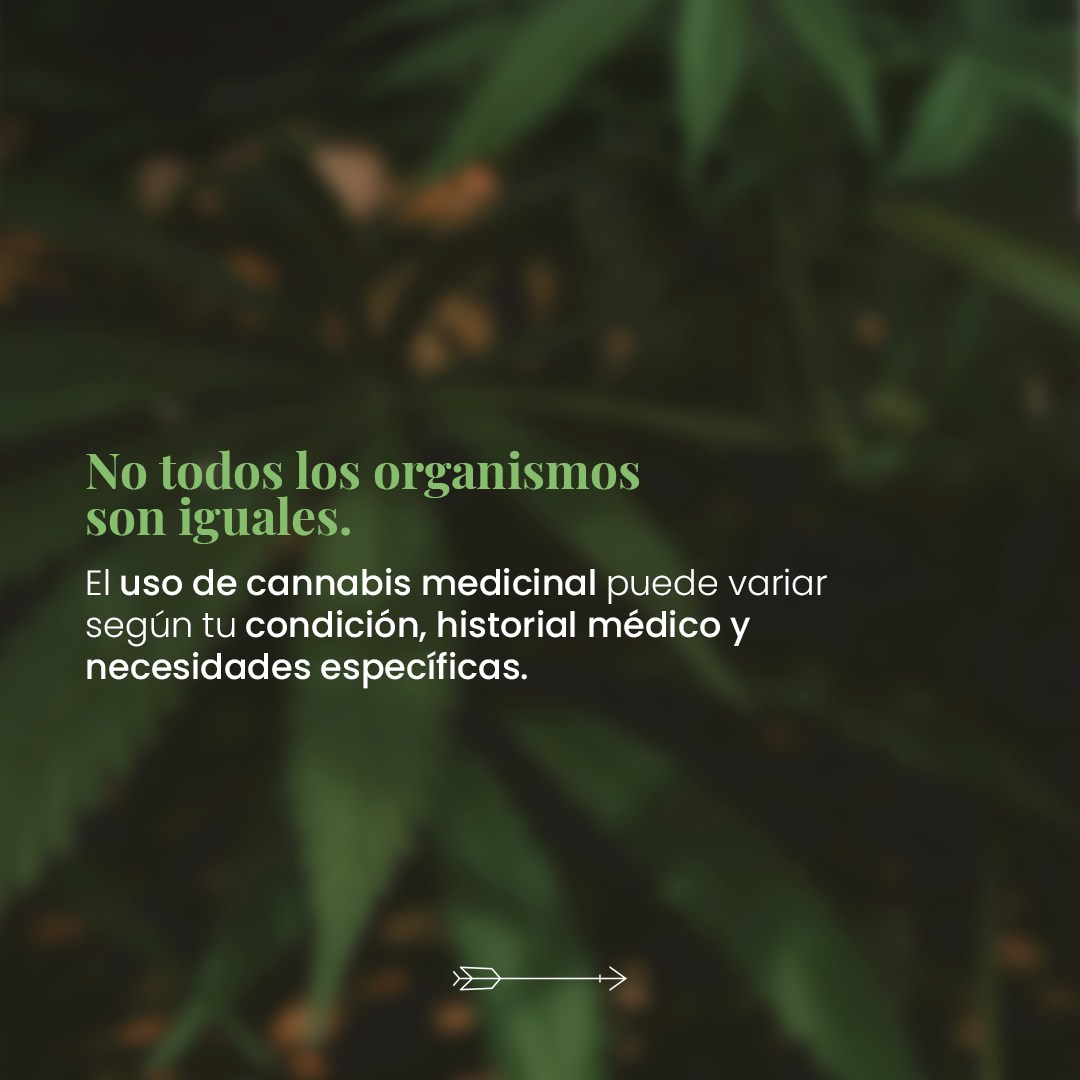 No todos los organismos
son iguales.
El uso de cannabis medicinal puede variar
según tu condición, historial médico y
necesidades específicas.